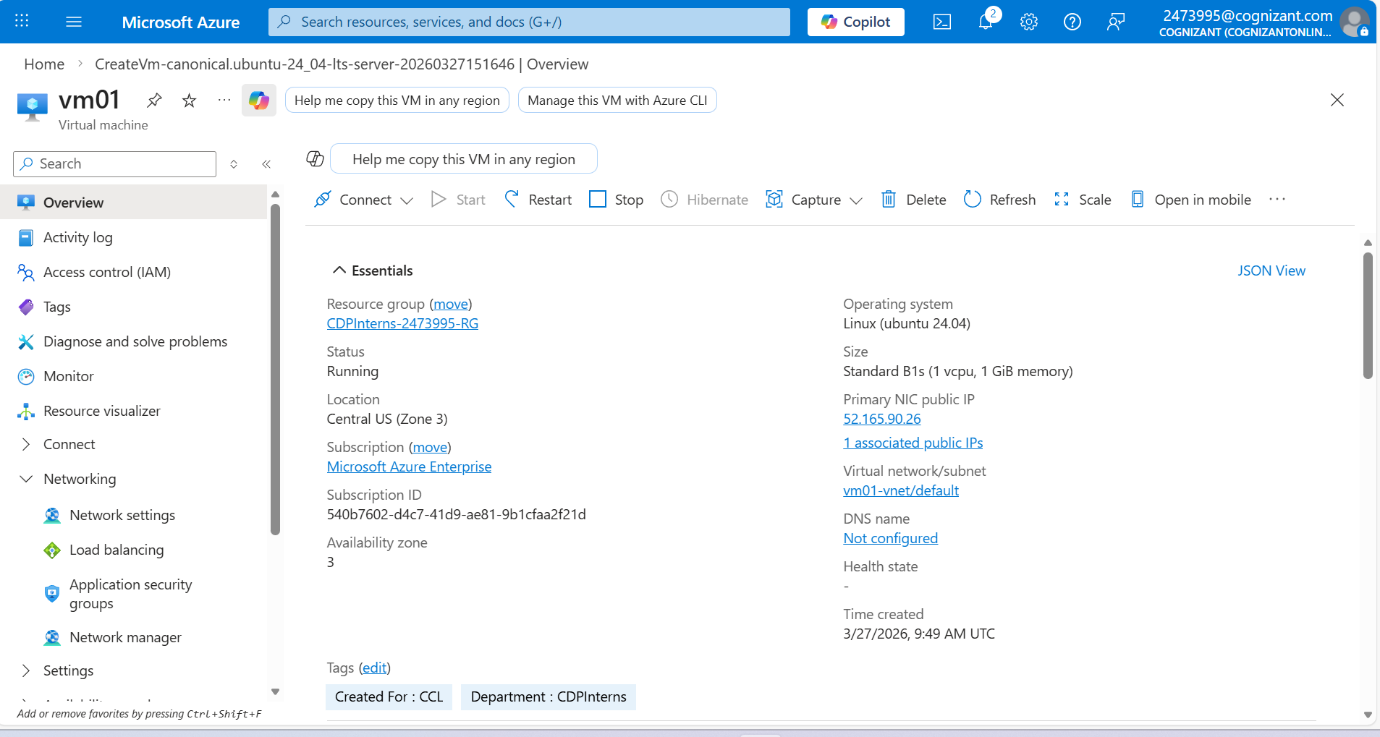 Microsoft Azure
Search resources, services, and docs (G+/)
Copilot
2
2473995@cognizant.com
COGNIZANT (COGNIZANTONLIN...
Home > CreateVm-canonical.ubuntu-24_04-lts-server-20260327151646 | Overview
vm01
...
Help me copy this VM in any region
Manage this VM with Azure CLI
Virtual machine
Search
Overview
Activity log
Access control (IAM)
Tags
Diagnose and solve problems
Monitor
Resource visualizer
Connect
Networking
Network settings
Load balancing
Application security
groups
Network manager
Settings
Add or remove favorites by pressing Ctrl+Shift+F
Help me copy this VM in any region
Connect
Start
Restart
Stop
Hibernate
Capture
Delete
Refresh
Scale
Open in mobile
...
Essentials
JSON View
Resource group (move)
CDPInterns-2473995-RG
Status
Running
Location
Central US (Zone 3)
Subscription (move)
Microsoft Azure Enterprise
Subscription ID
540b7602-d4c7-41d9-ae81-9b1cfaa2f21d
Availability zone
3
Operating system
Linux (ubuntu 24.04)
Size
Standard B1s (1 vcpu, 1 GiB memory)
Primary NIC public IP
52.165.90.26
1 associated public IPs
Virtual network/subnet
vm01-vnet/default
DNS name
Not configured
Health state
-
Time created
3/27/2026, 9:49 AM UTC
Tags (edit)
Created For : CCL
Department : CDPInterns